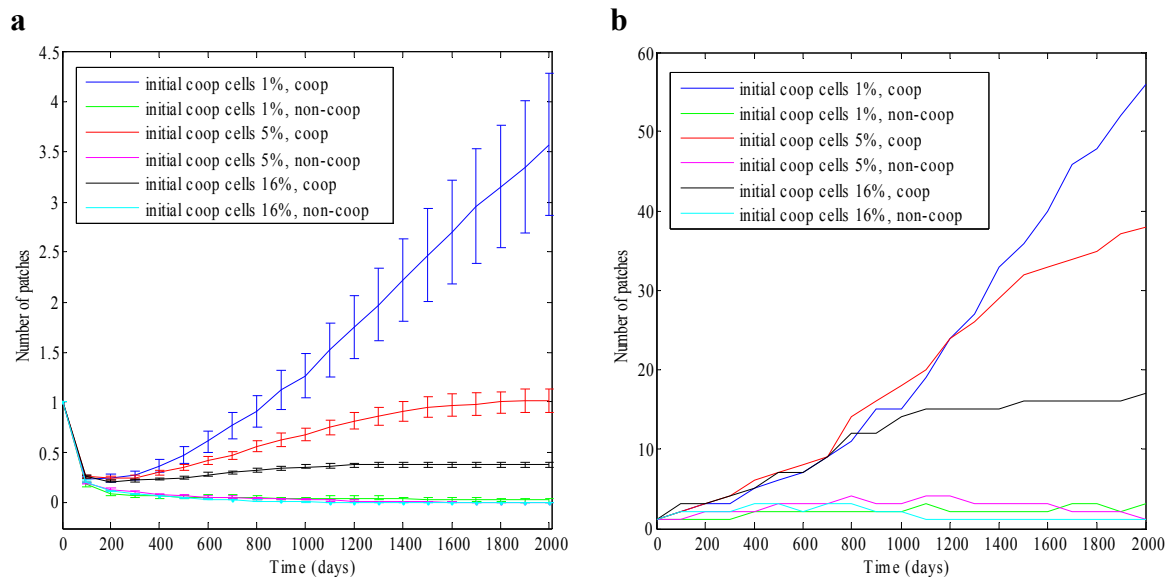 a
4.5
4
3.5
3
2.5
2
1.5
1
0.5
0
Number of patches
initial coop cells 1%, coop
initial coop cells 1%, non-coop
initial coop cells 5%, coop
initial coop cells 5%, non-coop
initial coop cells 16%, coop
initial coop cells 16%, non-coop
0 200 400 600 800 1000 1200 1400 1600 1800 2000
Time (days)
b
60
50
40
30
20
10
0
Number of patches
initial coop cells 1%, coop
initial coop cells 1%, non-coop
initial coop cells 5%, coop
initial coop cells 5%, non-coop
initial coop cells 16%, coop
initial coop cells 16%, non-coop
0 200 400 600 800 1000 1200 1400 1600 1800 2000
Time (days)